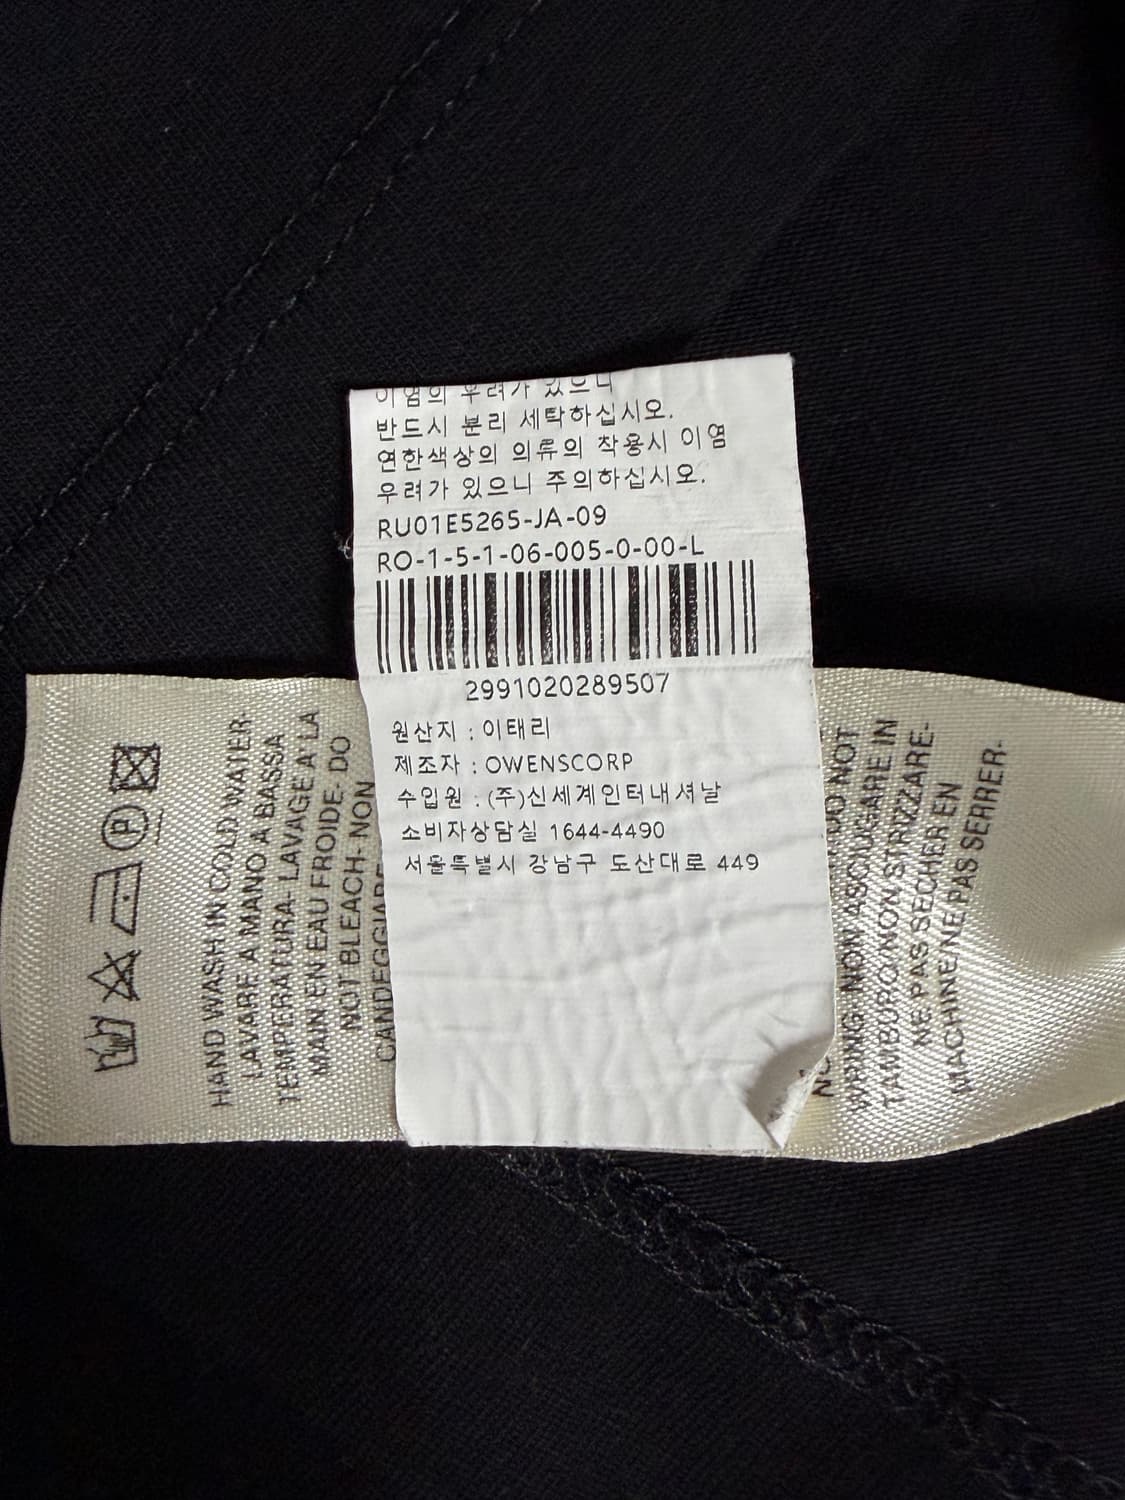 이염의 우려가 있으니
반드시 분리 세탁하십시오.
연한색상의 의류의 착용시 이염
우려가 있으니 주의하십시오.
RU01E5265-JA-09
RO-1-5-1-06-005-0-00-L
2991020289507
원산지 : 이태리
제조자 : OWENSCORP
수입원 : (주)신세계인터내셔날
소비자상담실 1644-4490
서울특별시 강남구 도산대로 449
P
HAND WASH IN COLD WATER-
LAVARE A MANO A BASSA
TEMPERATURA- LAVAGE A' LA
MAIN EN EAU FROIDE- DO
NOT BLEACH- NON
CANDEGGIARE
DO NOT
WRING- NON ASCIUGARE IN
TAMBURO/NON STRIZZARE-
NE PAS SECHER EN
MACHINE/NE PAS SERRER-